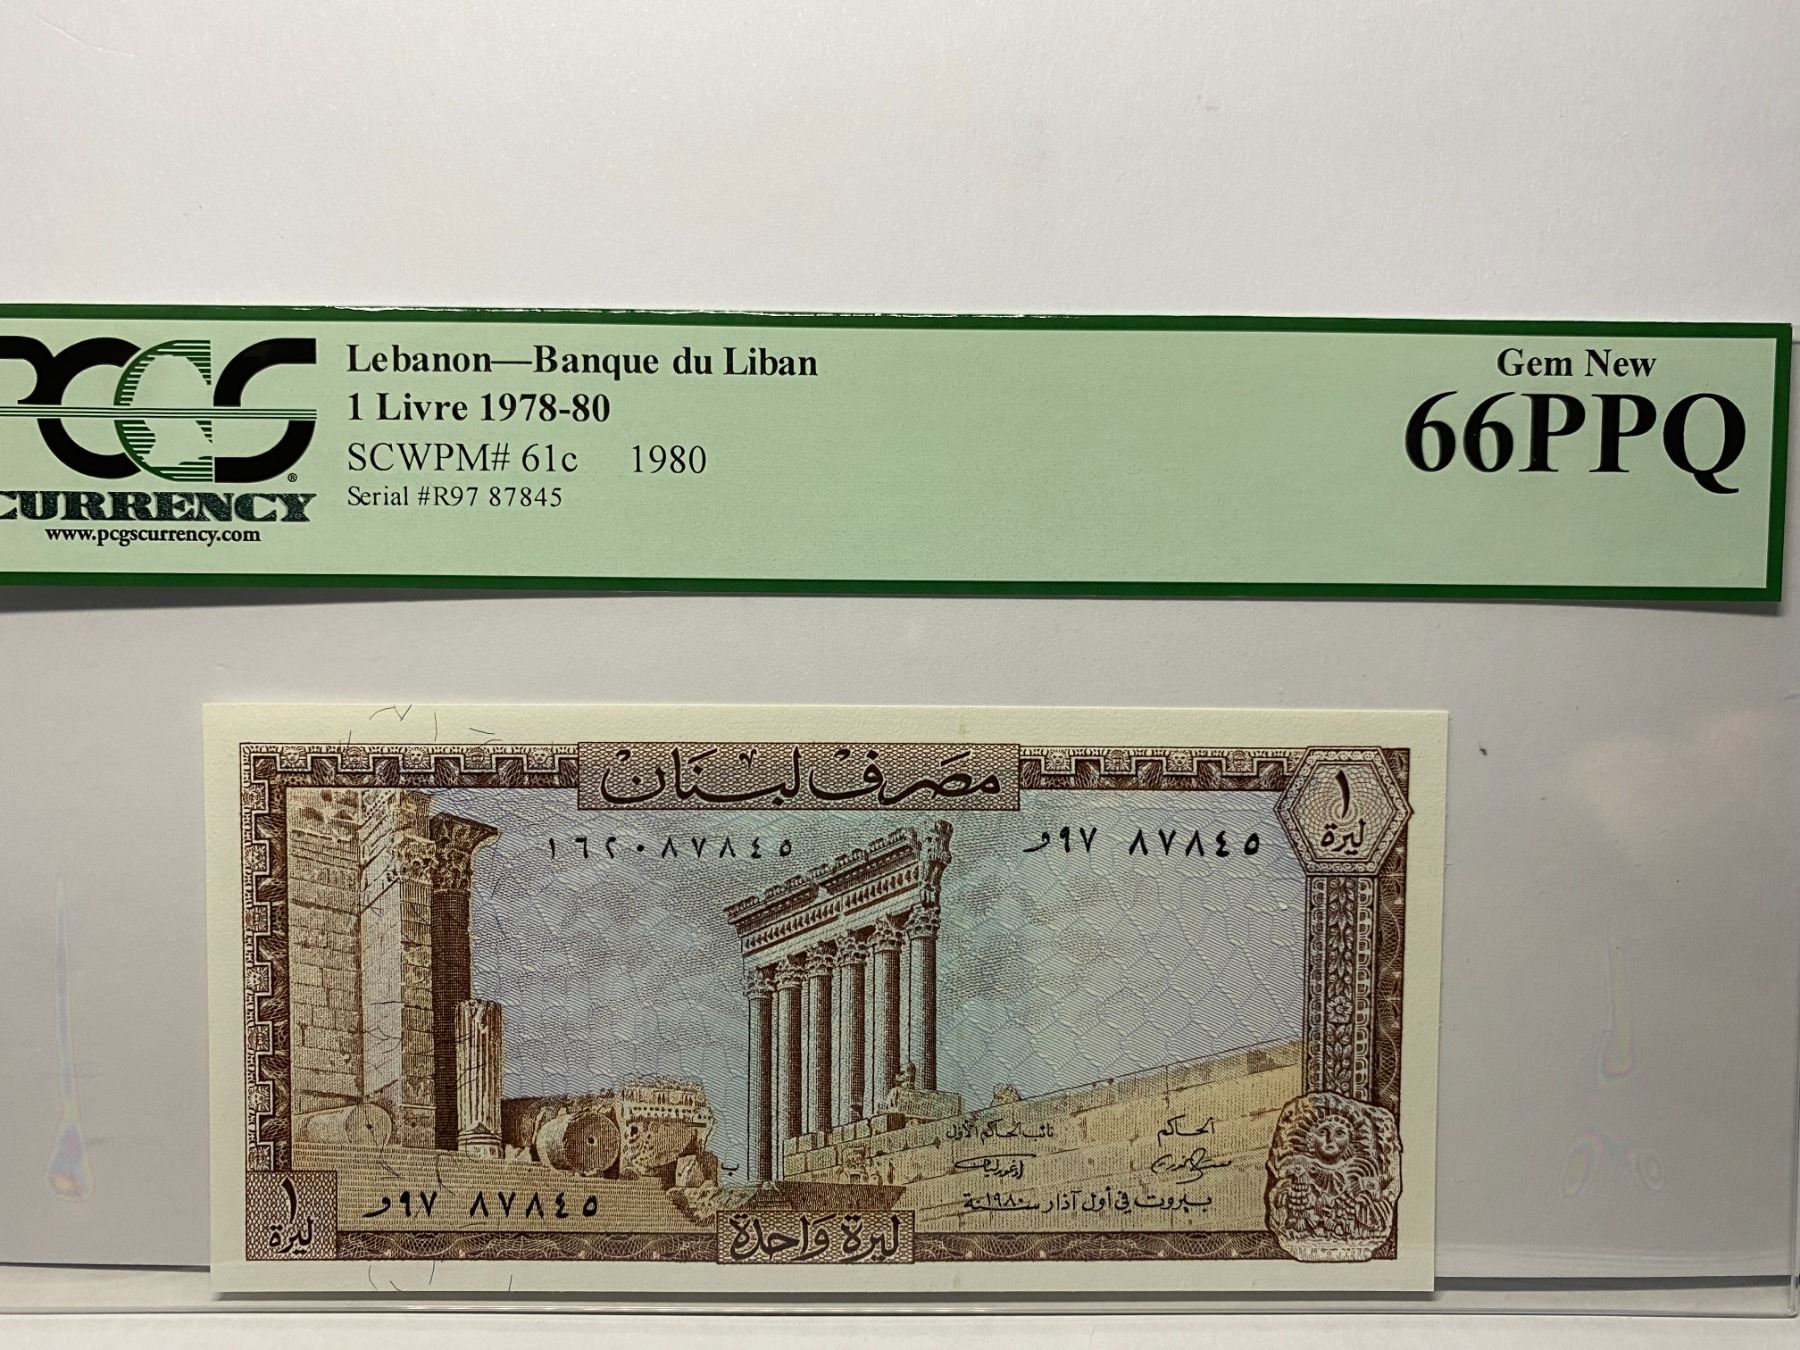 PCGS
CURRENCY
www.pcgscurrency.com
Lebanon—Banque du Liban
1 Livre 1978-80
SCWPM# 61c 1980
Serial #R97 87845
Gem New
66PPQ
مصرف لبنان
١
ليرة
١٦٢٠٨٧٨٤٥
و٩٧ ٨٧٨٤٥
نائب الحاكم الأول
الحاكم
ب
بيروت في أول آذار سنة ١٩٨٠
و٩٧ ٨٧٨٤٥
١
ليرة
ليرة واحدة